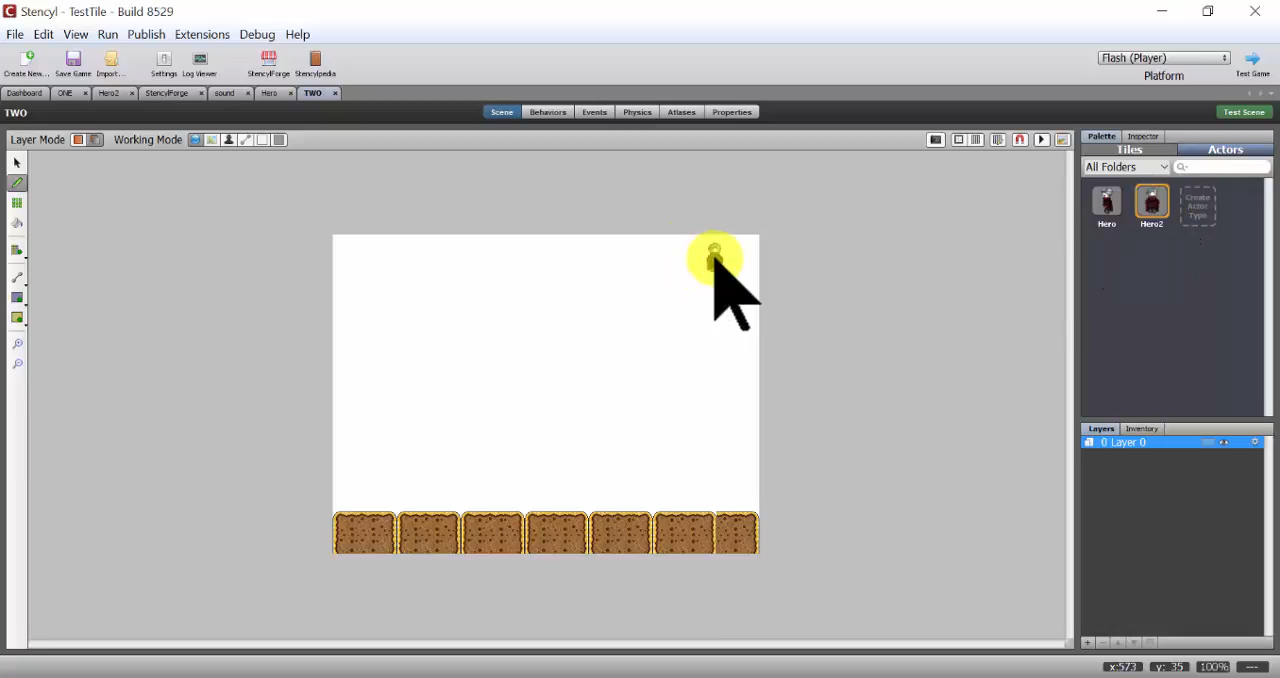 Stencyl - TestTile - Build 8529
File Edit View Run Publish Extensions Debug Help
Create New... Save Game Import... Settings Log Viewer StencylForge Stencylpedia
Flash (Player)
Platform
Test Game
Dashboard ONE × Hero2 × StencylForge × sound × Hero × TWO ×
TWO
Scene Behaviors Events Physics Atlases Properties
Test Scene
Layer Mode Working Mode
Palette Inspector
Tiles Actors
All Folders
Hero Hero2 Create Actor Type
Layers Inventory
0 Layer 0
x:573 y: 35 100% ---